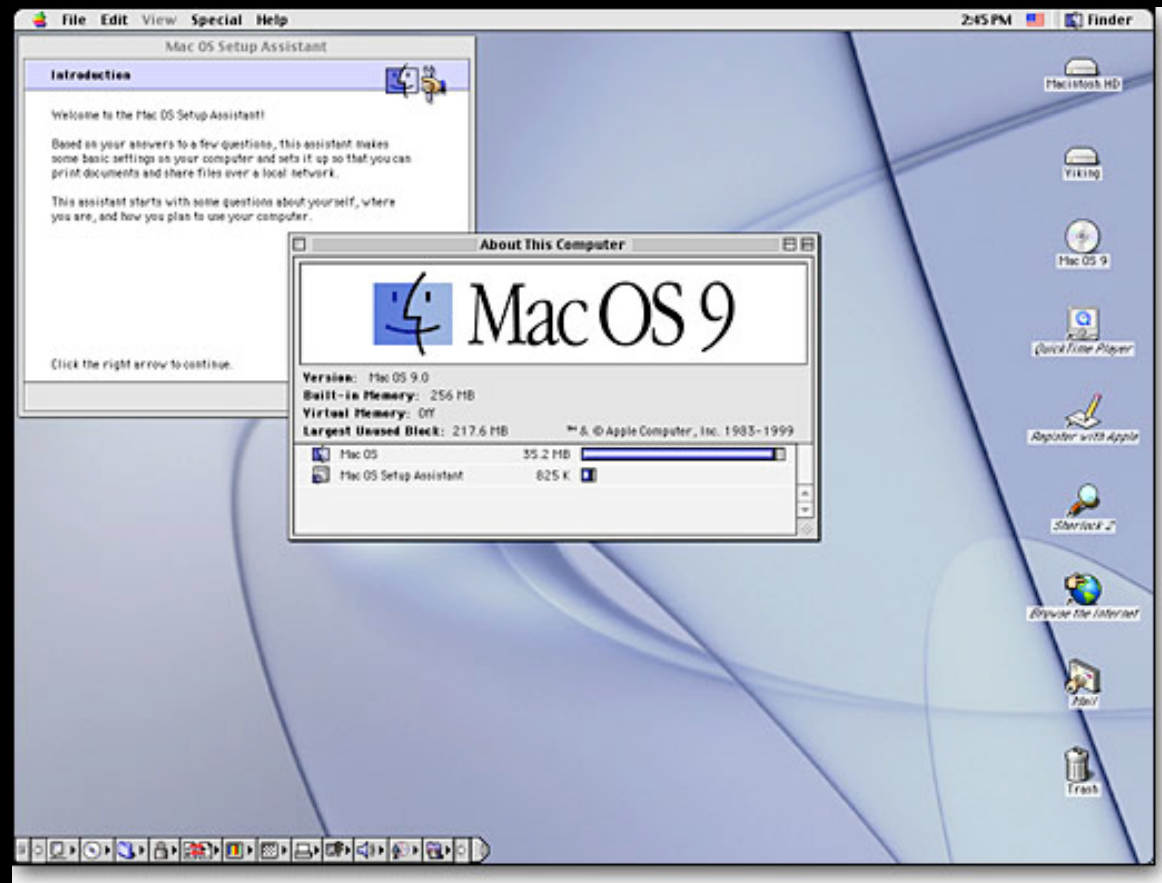 File Edit View Special Help
2:45 PM
Finder
Mac OS Setup Assistant
Introduction
Welcome to the Mac OS Setup Assistant!
Based on your answers to a few questions, this assistant makes
some basic settings on your computer and sets it up so that you can
print documents and share files over a local network.
This assistant starts with some questions about yourself, where
you are, and how you plan to use your computer.
Click the right arrow to continue.
About This Computer
Mac OS 9
Version: Mac OS 9.0
Built-in Memory: 256 MB
Virtual Memory: Off
Largest Unused Block: 217.6 MB
™ & © Apple Computer, Inc. 1983-1999
Mac OS 35.2 MB
Mac OS Setup Assistant 825 K
Macintosh HD
Viking
Mac OS 9
QuickTime Player
Register with Apple
Sherlock 2
Browse the Internet
Mail
Trash